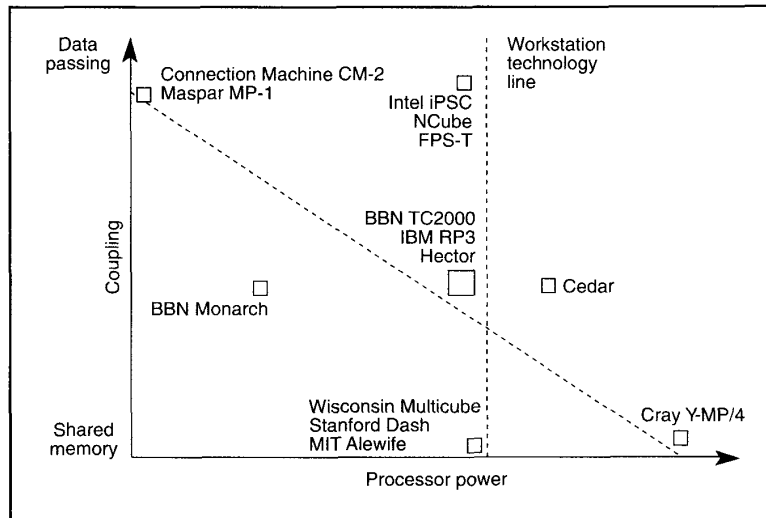 Data
passing
Connection Machine CM-2
Maspar MP-1
Intel iPSC
NCube
FPS-T
Workstation
technology
line
BBN TC2000
IBM RP3
Hector
Coupling
BBN Monarch
Cedar
Wisconsin Multicube
Stanford Dash
MIT Alewife
Cray Y-MP/4
Shared
memory
Processor power